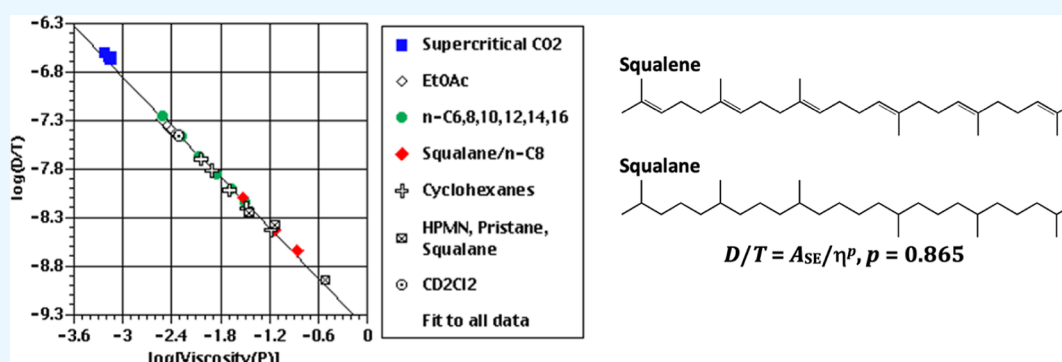 -6.3
-6.8
-7.3
-7.8
-8.3
-8.8
-9.3
log(D/T)
-3.6 -3 -2.4 -1.8 -1.2 -0.6 0
log[Viscosity(P)]
Supercritical CO2
EtOAc
n-C6,8,10,12,14,16
Squalane/n-C8
Cyclohexanes
HPMN, Pristane,
Squalane
CD2Cl2
Fit to all data
Squalene
Squalane
D/T = A_SE/η^p, p = 0.865